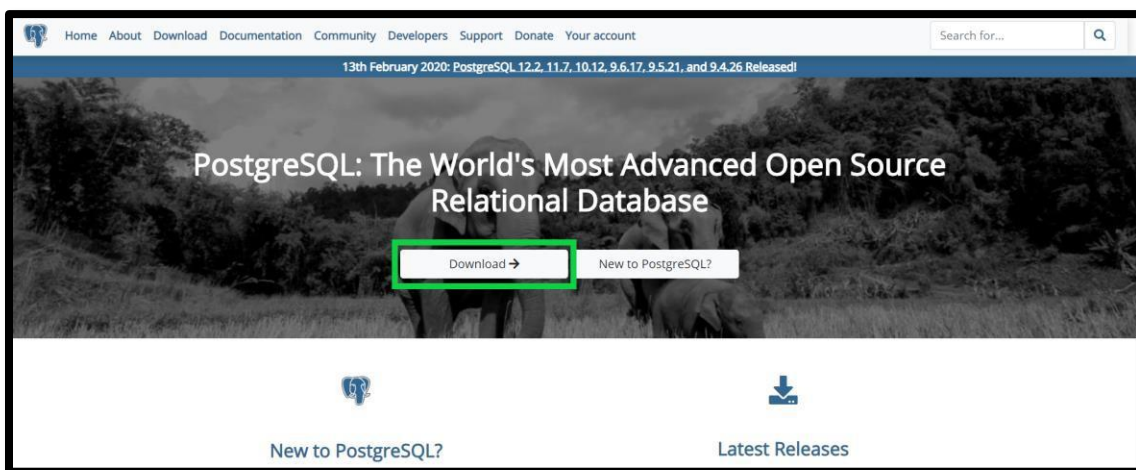 Home About Download Documentation Community Developers Support Donate Your account Search for...
13th February 2020: PostgreSQL 12.2, 11.7, 10.12, 9.6.17, 9.5.21, and 9.4.26 Released!
PostgreSQL: The World's Most Advanced Open Source
Relational Database
Download → New to PostgreSQL?
New to PostgreSQL? Latest Releases